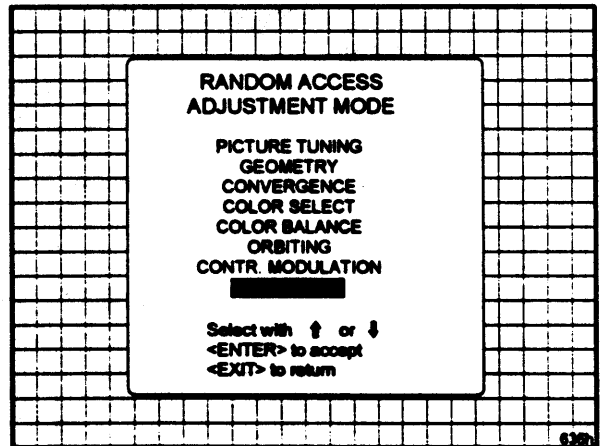 RANDOM ACCESS
ADJUSTMENT MODE
PICTURE TUNING
GEOMETRY
CONVERGENCE
COLOR SELECT
COLOR BALANCE
ORBITING
CONTR. MODULATION
Select with ⬆ or ⬇
<ENTER> to accept
<EXIT> to return